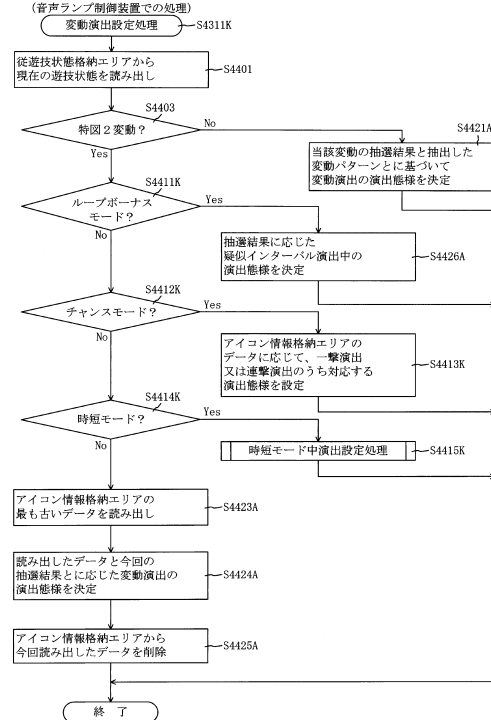 (音声ランプ制御装置での処理)
変動演出設定処理
S4311K
従遊技状態格納エリアから
現在の遊技状態を読み出し
S4401
S4403
特図2変動?
No
Yes
S4421A
当該変動の抽選結果と抽出した
変動パターンとに基づいて
変動演出の演出態様を決定
S4411K
ループボーナス
モード?
Yes
No
抽選結果に応じた
疑似インターバル演出中の
演出態様を決定
S4426A
S4412K
チャンスモード?
Yes
No
アイコン情報格納エリアの
データに応じて、一撃演出
又は連撃演出のうち対応する
演出態様を設定
S4413K
S4414K
時短モード?
Yes
No
時短モード中演出設定処理
S4415K
アイコン情報格納エリアの
最も古いデータを読み出し
S4423A
読み出したデータと今回の
抽選結果とに応じた変動演出の
演出態様を決定
S4424A
アイコン情報格納エリアから
今回読み出したデータを削除
S4425A
終 了